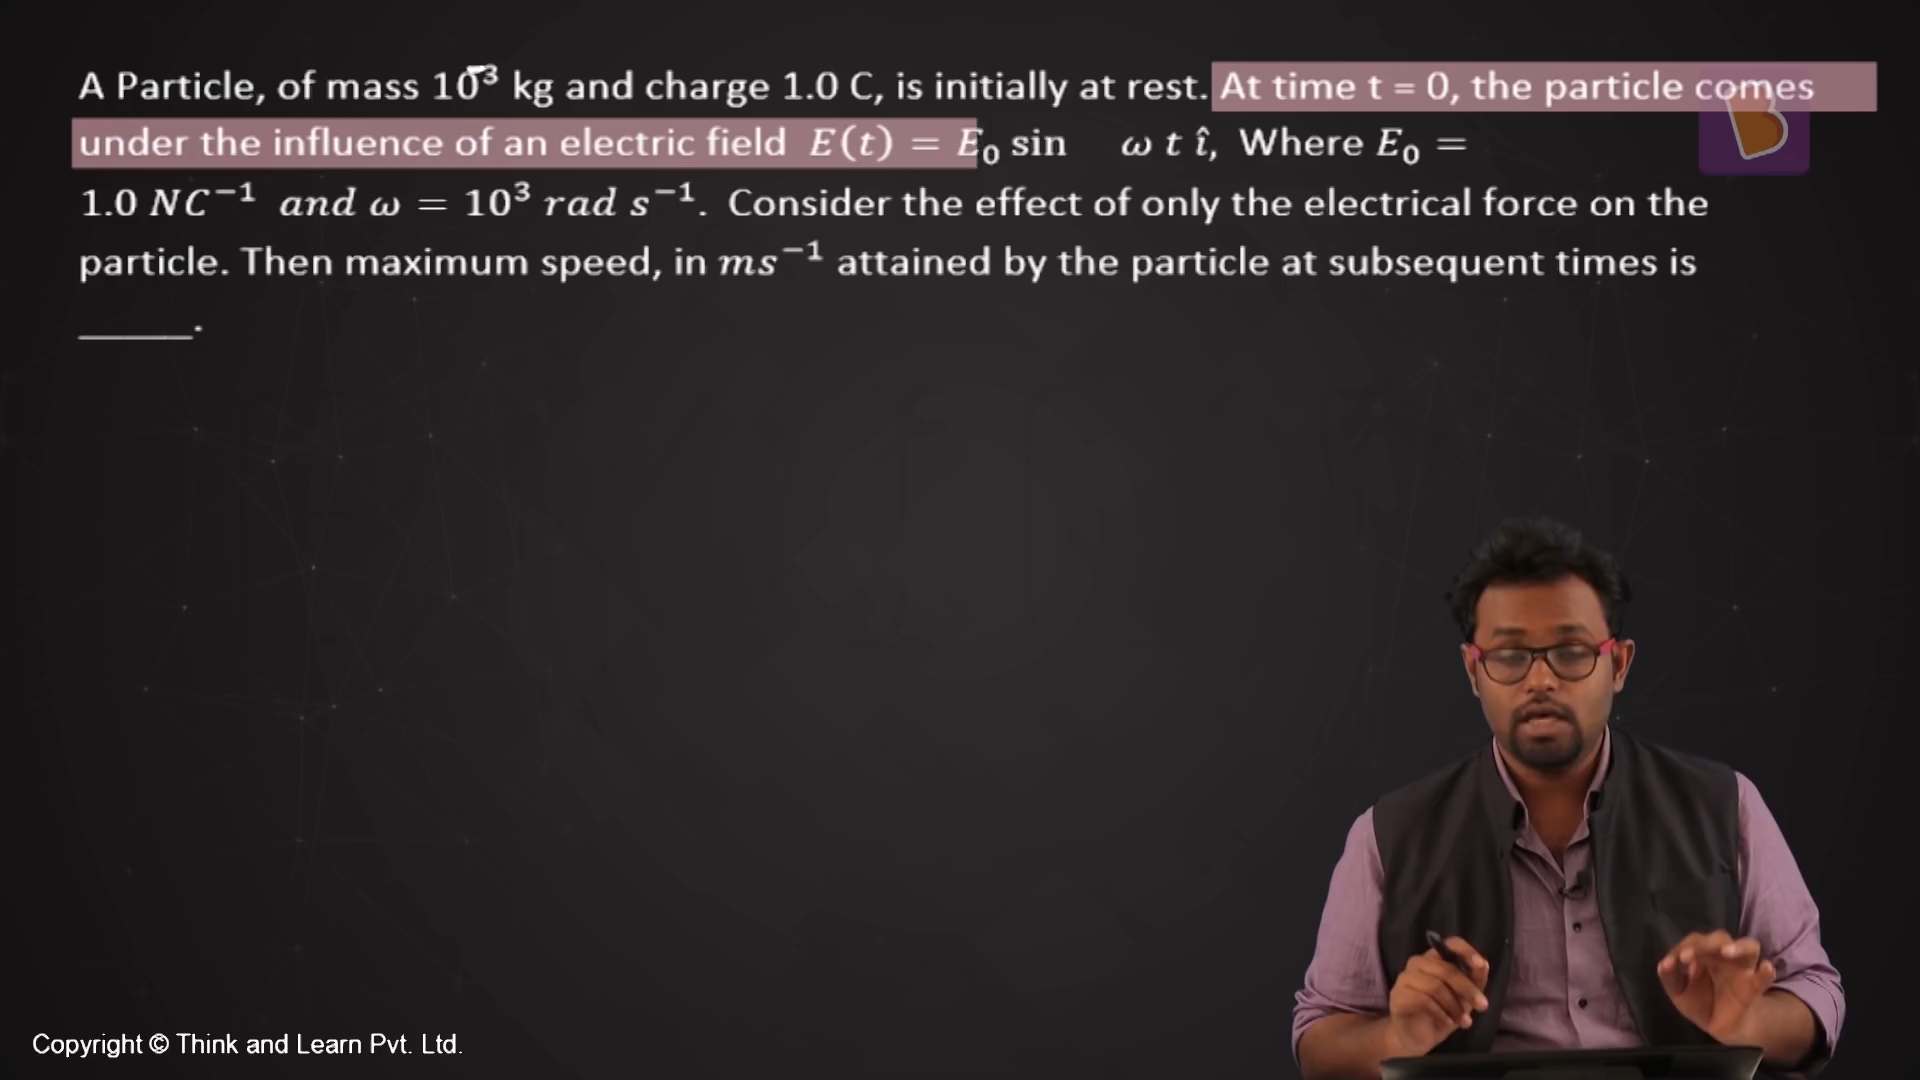 A Particle, of mass 10⁻³ kg and charge 1.0 C, is initially at rest. At time t = 0, the particle comes
under the influence of an electric field E(t) = E₀ sin ω t î, Where E₀ =
1.0 NC⁻¹ and ω = 10³ rad s⁻¹. Consider the effect of only the electrical force on the
particle. Then maximum speed, in ms⁻¹ attained by the particle at subsequent times is
______.
Copyright © Think and Learn Pvt. Ltd.